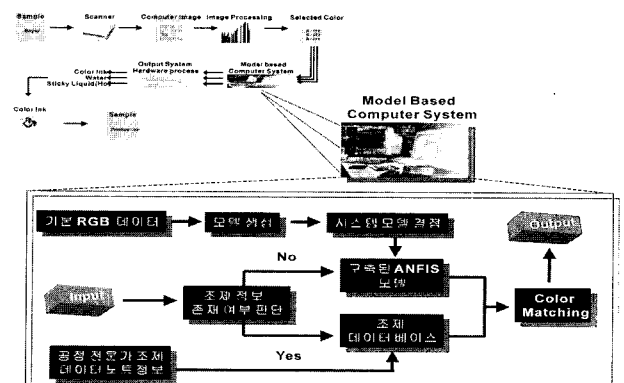 Sample
Scanner
Computer Image
Image Processing
Selected Color
Output System
Hardware process
Model based
Computer System
Color Ink
Water
Sticky Liquid(Ho
Color Ink
Sample
Model Based
Computer System
기본 RGB 데이터
모델 생성
시스템 모델 결정
Output
No
구축된 ANFIS
모델
Input
조제 정보
존재 여부 판단
Color
Matching
조제
데이터 베이스
Yes
공정 전문가 조제
데이터 노트 정보